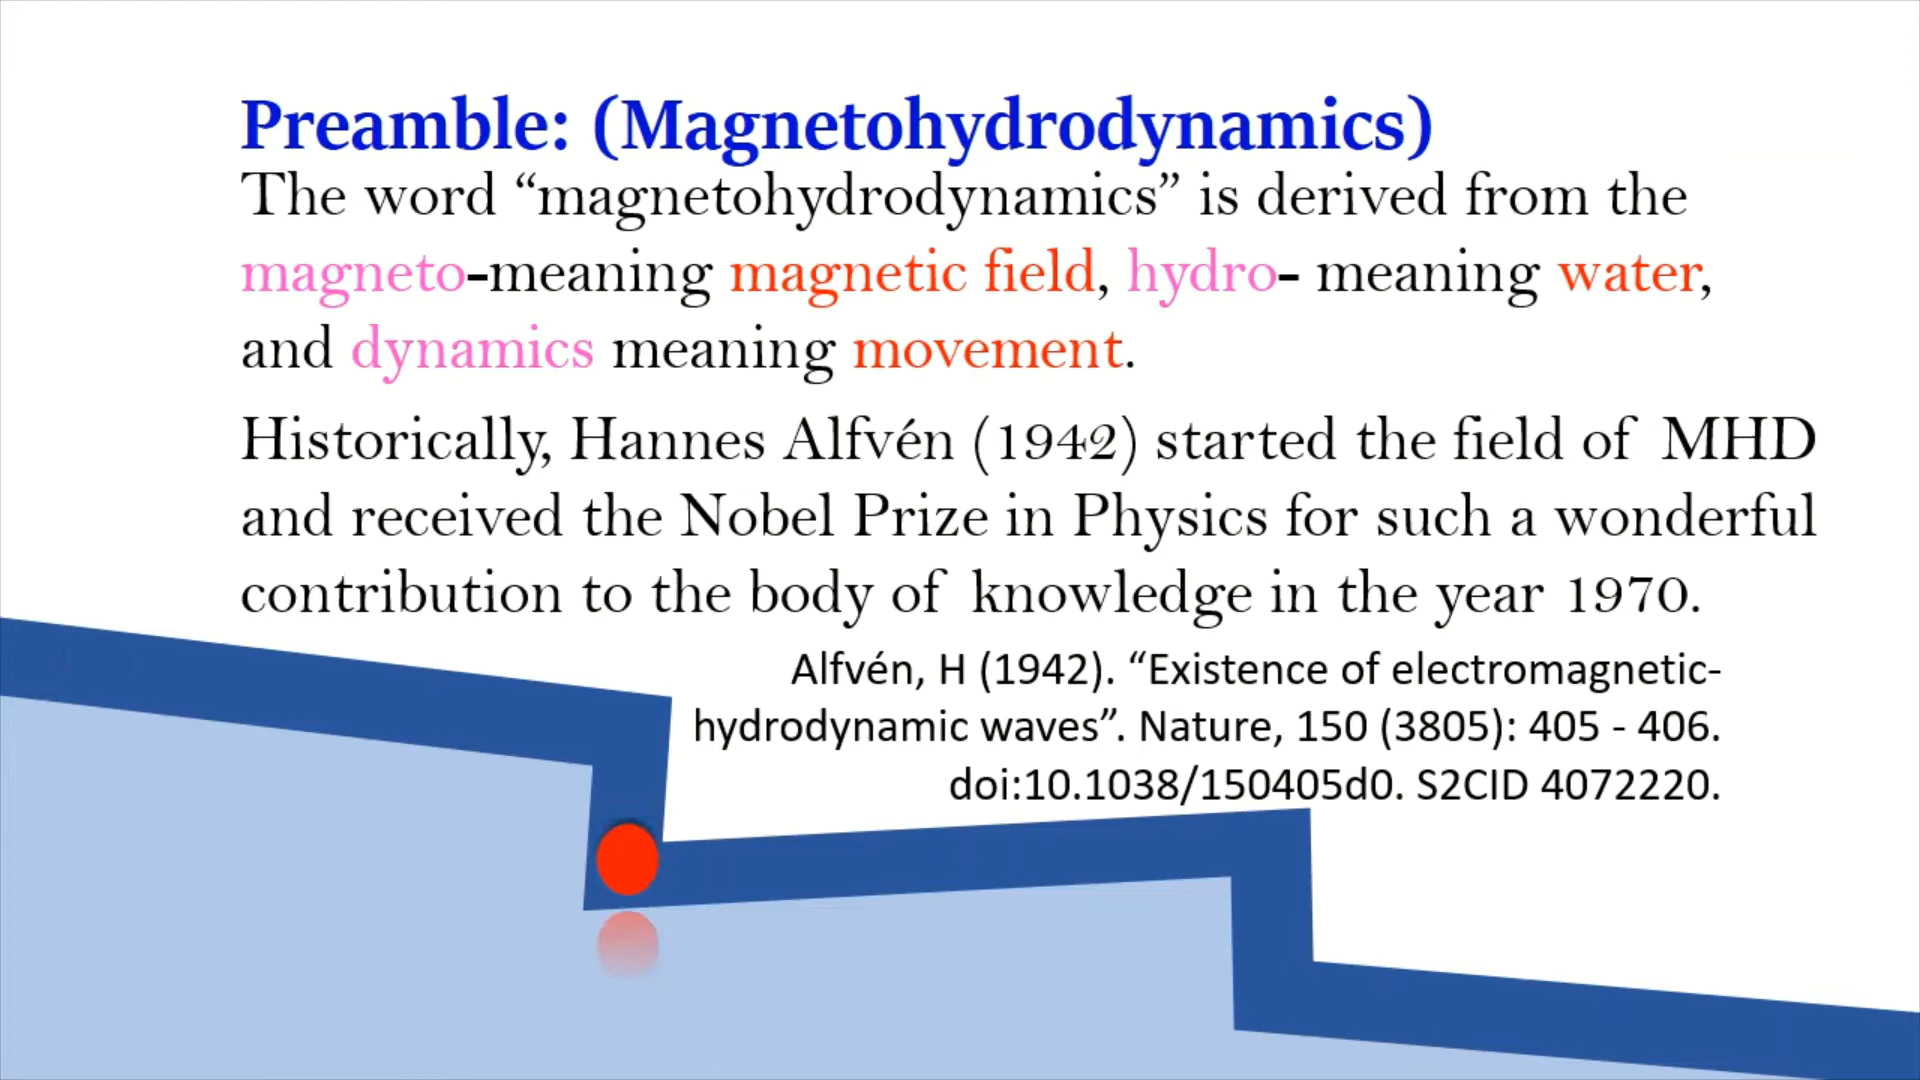 Preamble: (Magnetohydrodynamics)
The word “magnetohydrodynamics” is derived from the
magneto-meaning magnetic field, hydro- meaning water,
and dynamics meaning movement.
Historically, Hannes Alfvén (1942) started the field of MHD
and received the Nobel Prize in Physics for such a wonderful
contribution to the body of knowledge in the year 1970.
Alfvén, H (1942). “Existence of electromagnetic-
hydrodynamic waves”. Nature, 150 (3805): 405 - 406.
doi:10.1038/150405d0. S2CID 4072220.